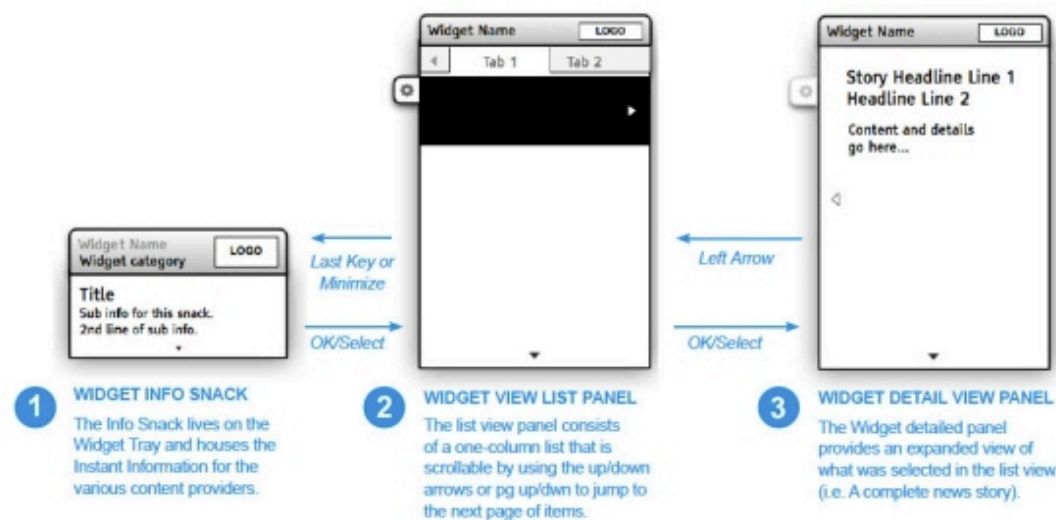 Widget Name LOGO
Widget category
Title
Sub info for this snack.
2nd line of sub info.
Last Key or
Minimize
OK/Select
Widget Name LOGO
Tab 1 Tab 2
Left Arrow
OK/Select
Widget Name LOGO
Story Headline Line 1
Headline Line 2
Content and details
go here...
1 WIDGET INFO SNACK
The Info Snack lives on the
Widget Tray and houses the
Instant Information for the
various content providers.
2 WIDGET VIEW LIST PANEL
The list view panel consists
of a one-column list that is
scrollable by using the up/down
arrows or pg up/dwn to jump to
the next page of items.
3 WIDGET DETAIL VIEW PANEL
The Widget detailed panel
provides an expanded view of
what was selected in the list view
(i.e. A complete news story).